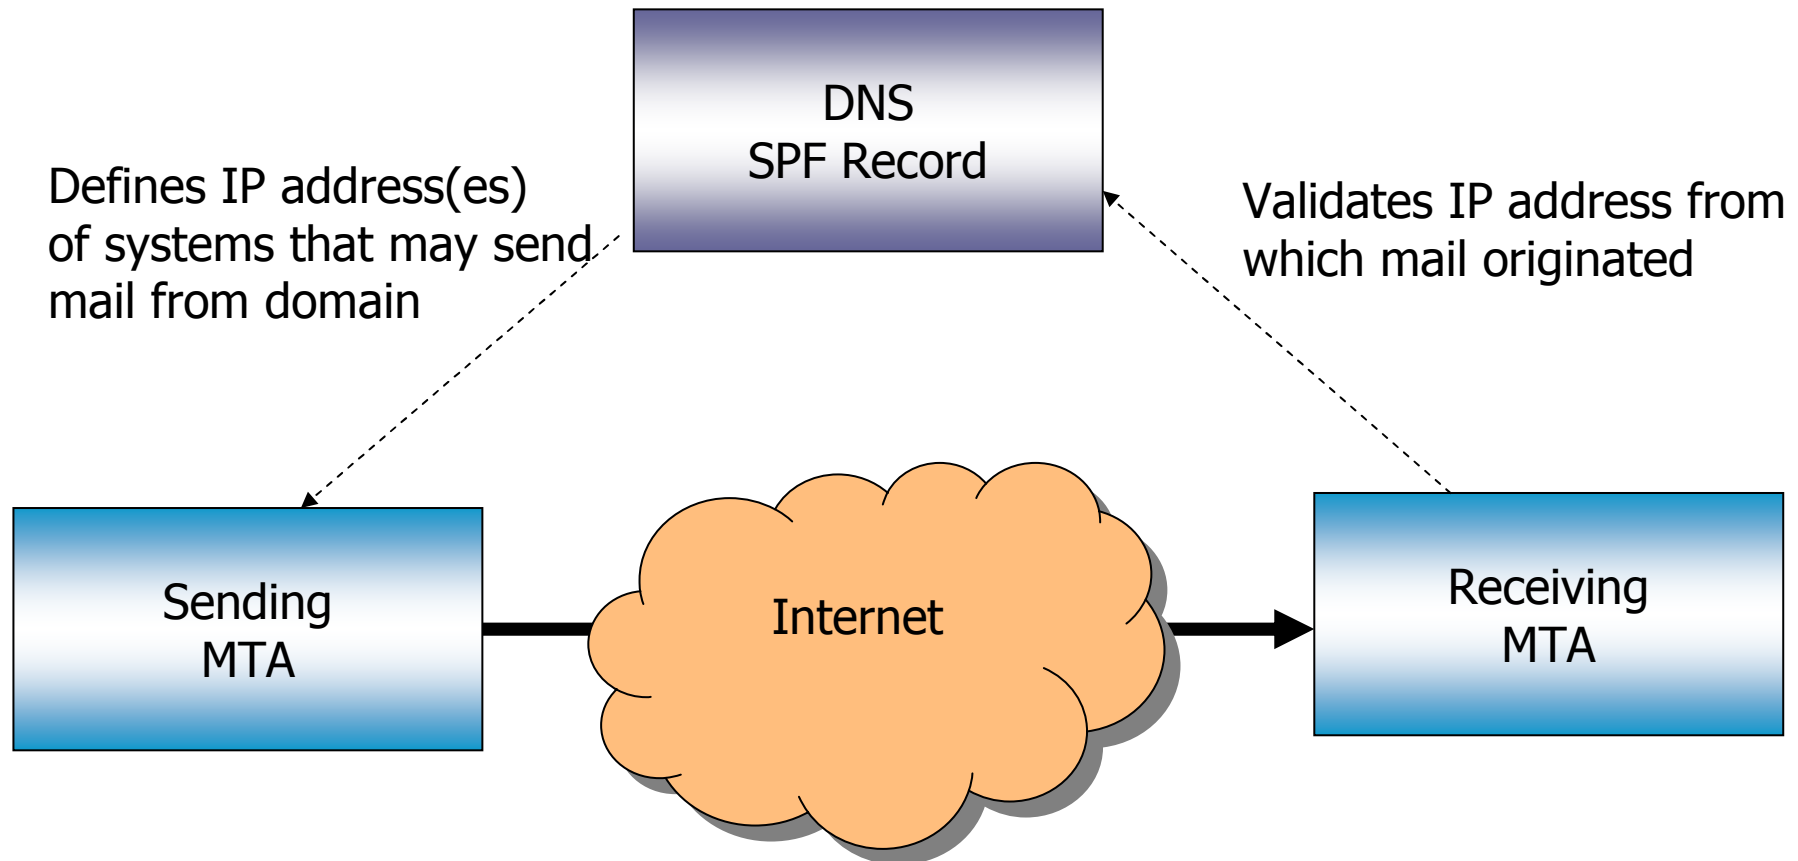 DNS
SPF Record
Defines IP address(es)
of systems that may send
mail from domain
Validates IP address from
which mail originated
Sending
MTA
Internet
Receiving
MTA